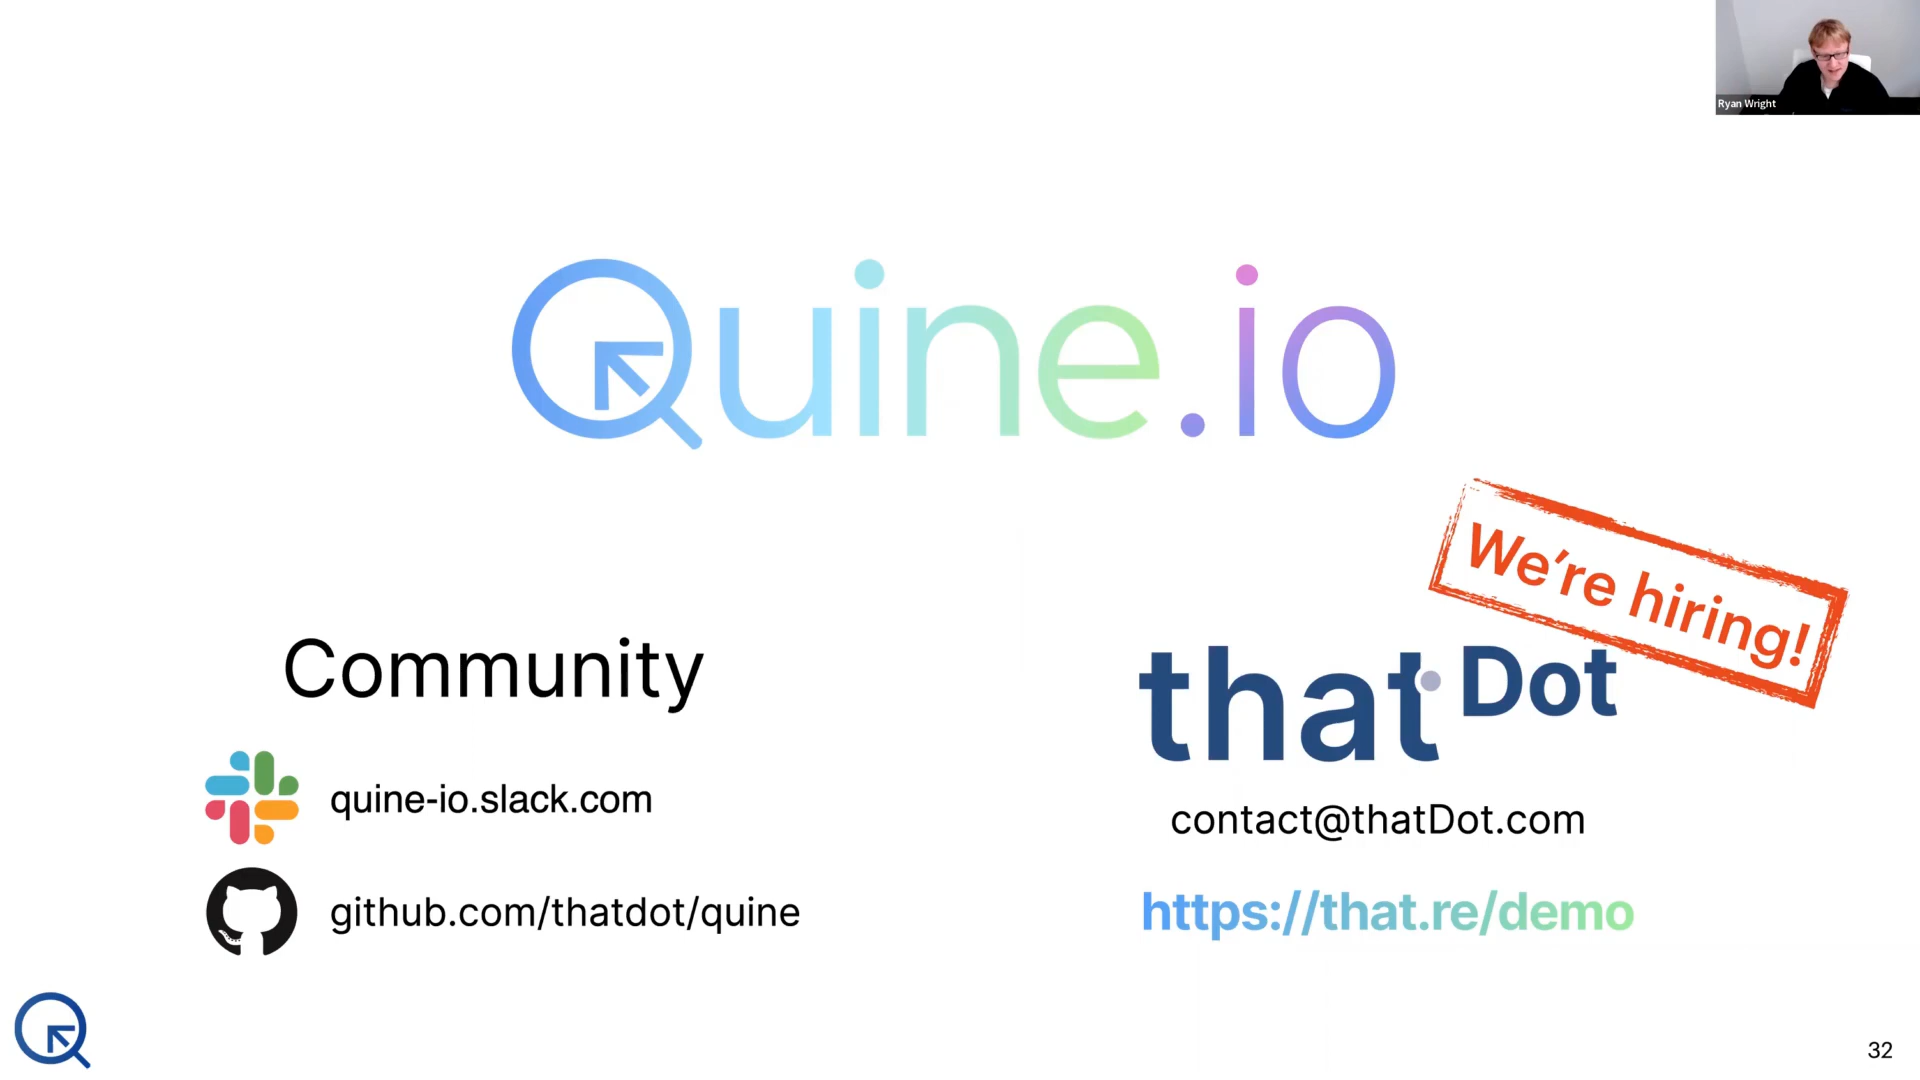 Ryan Wright
Quine.io
We're hiring!
Community
quine-io.slack.com
github.com/thatdot/quine
thatDot
contact@thatDot.com
https://that.re/demo
32